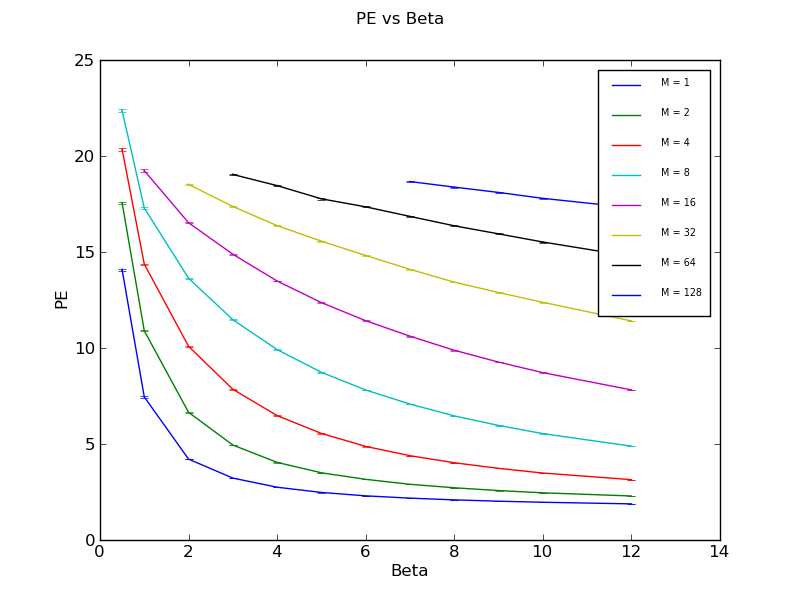 PE vs Beta
25
20
15
10
5
0
PE
0 2 4 6 8 10 12 14
Beta
M = 1
M = 2
M = 4
M = 8
M = 16
M = 32
M = 64
M = 128